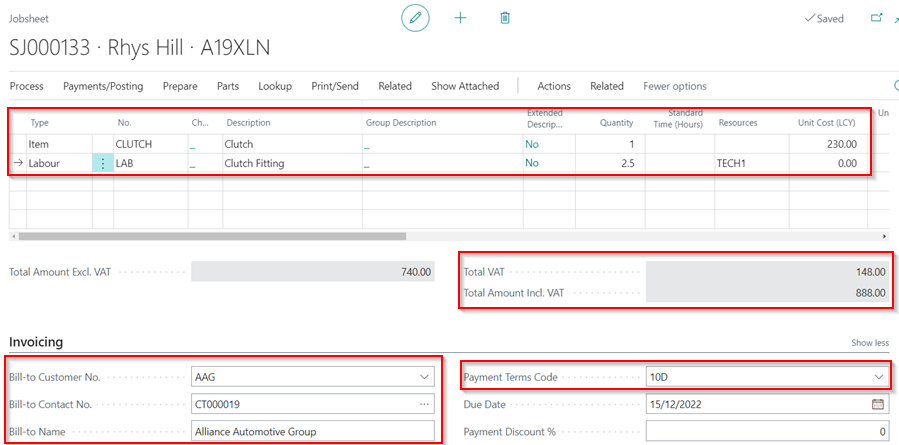 Jobsheet
Saved
SJ000133 · Rhys Hill · A19XLN
Process Payments/Posting Prepare Parts Lookup Print/Send Related Show Attached Actions Related Fewer options
Type No. Ch... Description Group Description Extended Descrip... Quantity Standard Time (Hours) Resources Unit Cost (LCY) Un
Item CLUTCH _ Clutch _ No 1 230.00
Labour LAB _ Clutch Fitting _ No 2.5 TECH1 0.00
Total Amount Excl. VAT 740.00 Total VAT 148.00
Total Amount Incl. VAT 888.00
Invoicing Show less
Bill-to Customer No. AAG Payment Terms Code 10D
Bill-to Contact No. CT000019 ... Due Date 15/12/2022
Bill-to Name Alliance Automotive Group Payment Discount % 0